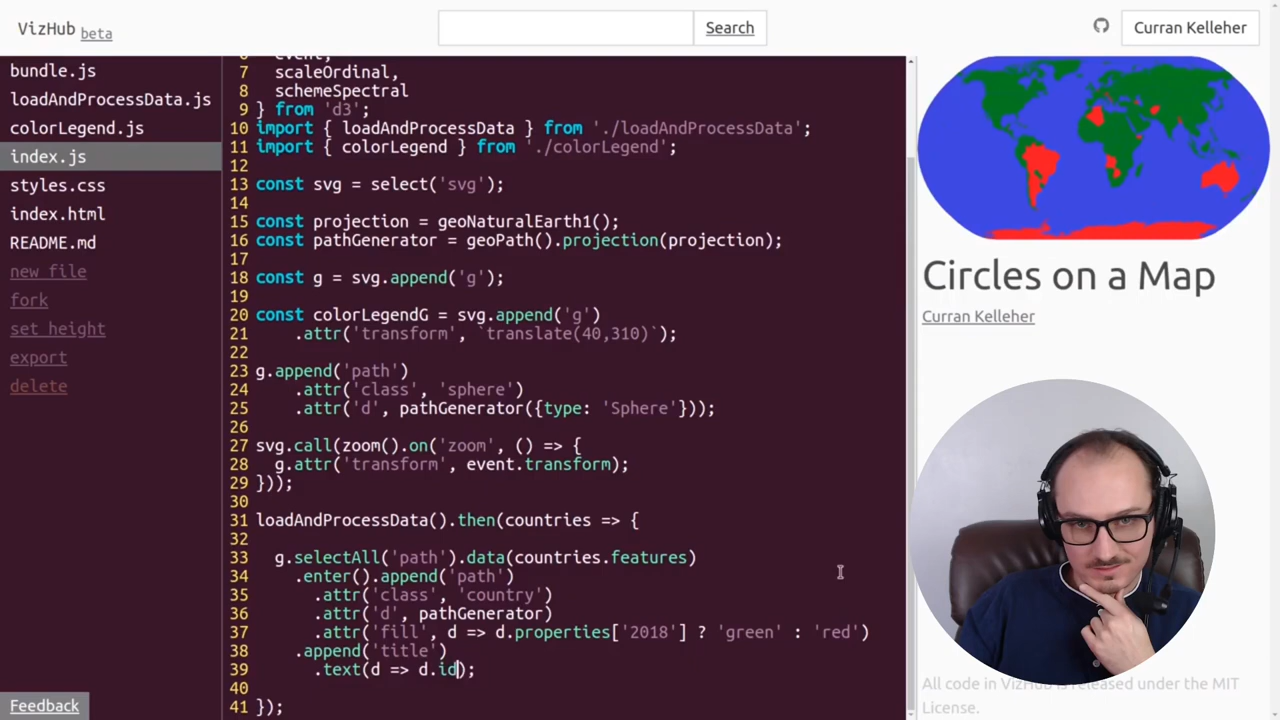 VizHub beta
Search
Curran Kelleher
bundle.js
loadAndProcessData.js
colorLegend.js
index.js
styles.css
index.html
README.md
new file
fork
set height
export
delete
Feedback
7 scaleOrdinal,
8 schemeSpectral
9 } from 'd3';
10 import { loadAndProcessData } from './loadAndProcessData';
11 import { colorLegend } from './colorLegend';
12
13 const svg = select('svg');
14
15 const projection = geoNaturalEarth1();
16 const pathGenerator = geoPath().projection(projection);
17
18 const g = svg.append('g');
19
20 const colorLegendG = svg.append('g')
21 .attr('transform', `translate(40,310)`);
22
23 g.append('path')
24 .attr('class', 'sphere')
25 .attr('d', pathGenerator({type: 'Sphere'}));
26
27 svg.call(zoom().on('zoom', () => {
28 g.attr('transform', event.transform);
29 }));
30
31 loadAndProcessData().then(countries => {
32
33 g.selectAll('path').data(countries.features)
34 .enter().append('path')
35 .attr('class', 'country')
36 .attr('d', pathGenerator)
37 .attr('fill', d => d.properties['2018'] ? 'green' : 'red')
38 .append('title')
39 .text(d => d.id);
40
41 });
Circles on a Map
Curran Kelleher
All code in VizHub is released under the MIT
License.